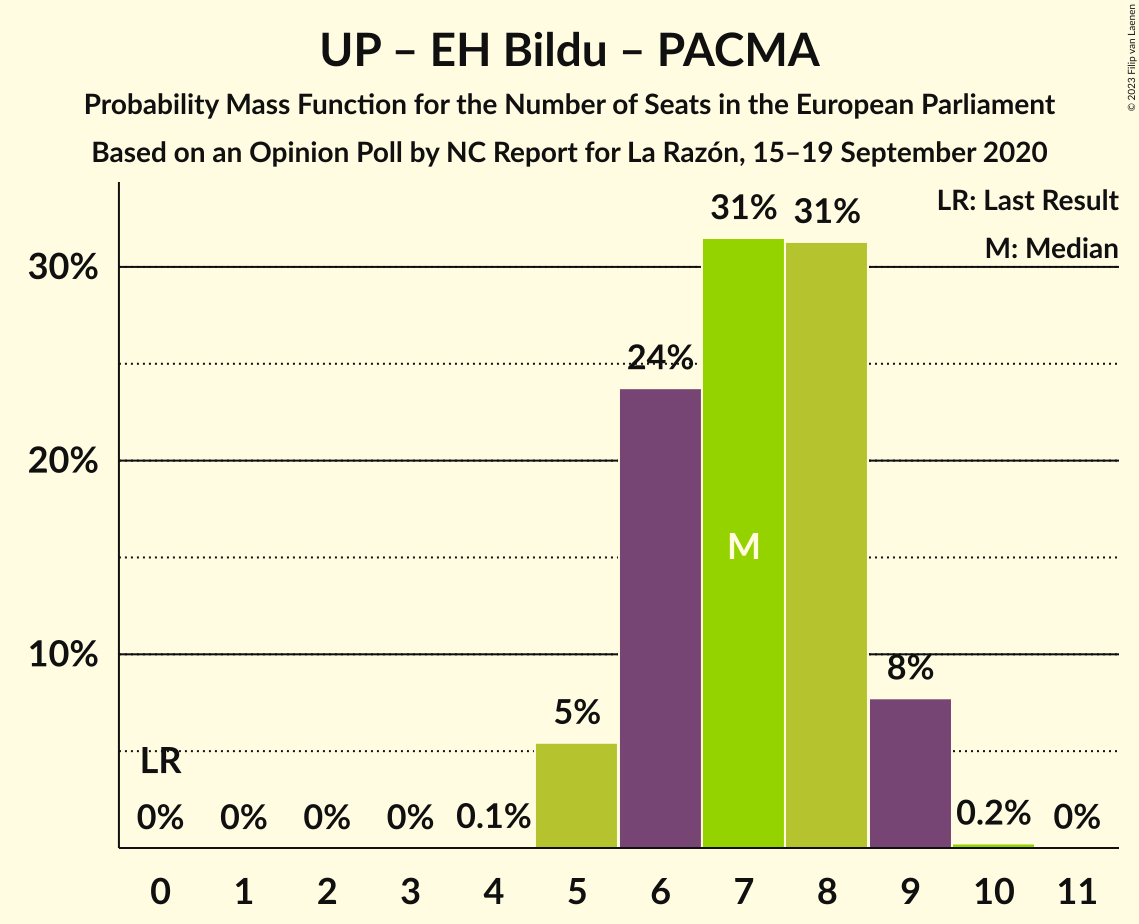 UP – EH Bildu – PACMA
Probability Mass Function for the Number of Seats in the European Parliament
Based on an Opinion Poll by NC Report for La Razón, 15–19 September 2020
© 2023 Filip van Laenen
LR: Last Result
M: Median
30%
20%
10%
LR
0%
0%
0%
0%
0.1%
5%
24%
31%
31%
8%
0.2%
0%
M
0 1 2 3 4 5 6 7 8 9 10 11